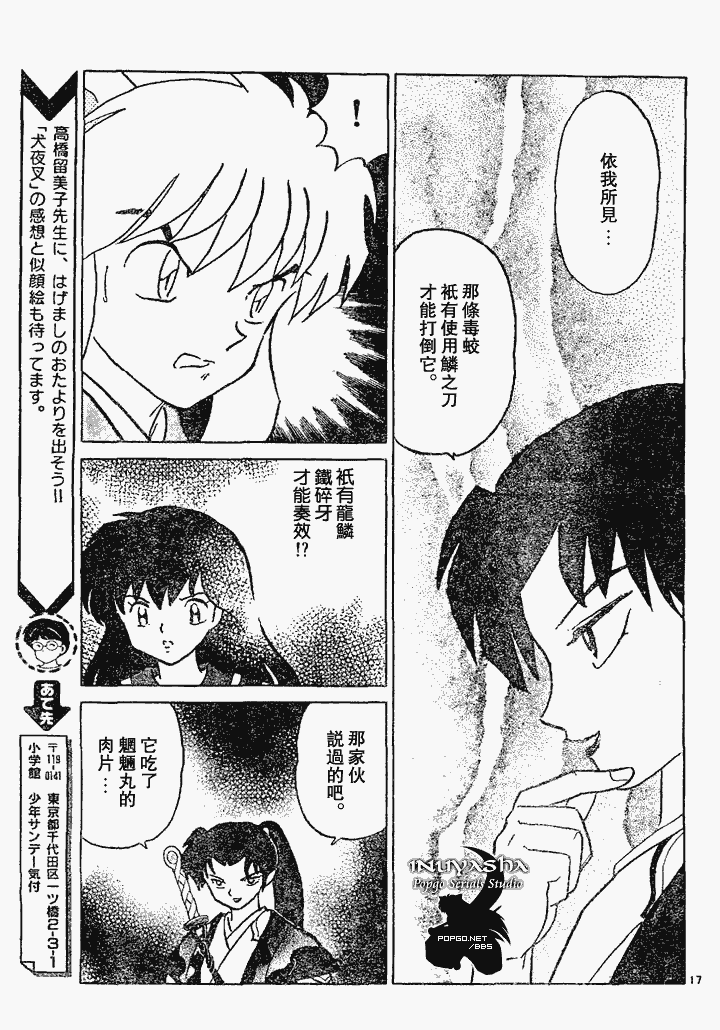 依我所見…
那條毒蛟
衹有使用鱗之刀
才能打倒它。
!
衹有龍鱗
鐵碎牙
才能奏效!?
那家伙
說過的吧。
它吃了
魍魎丸的
肉片…
高橋留美子先生に、はげましのおたよりを出そう!!
「犬夜叉」の感想と似顔絵も待ってます。
あて先
〒119-0141 東京都千代田区一ツ橋2-3-1
小学館 少年サンデー気付
INUYASHA
Popgo Serials Studio
POPGO.NET
/BBS
17